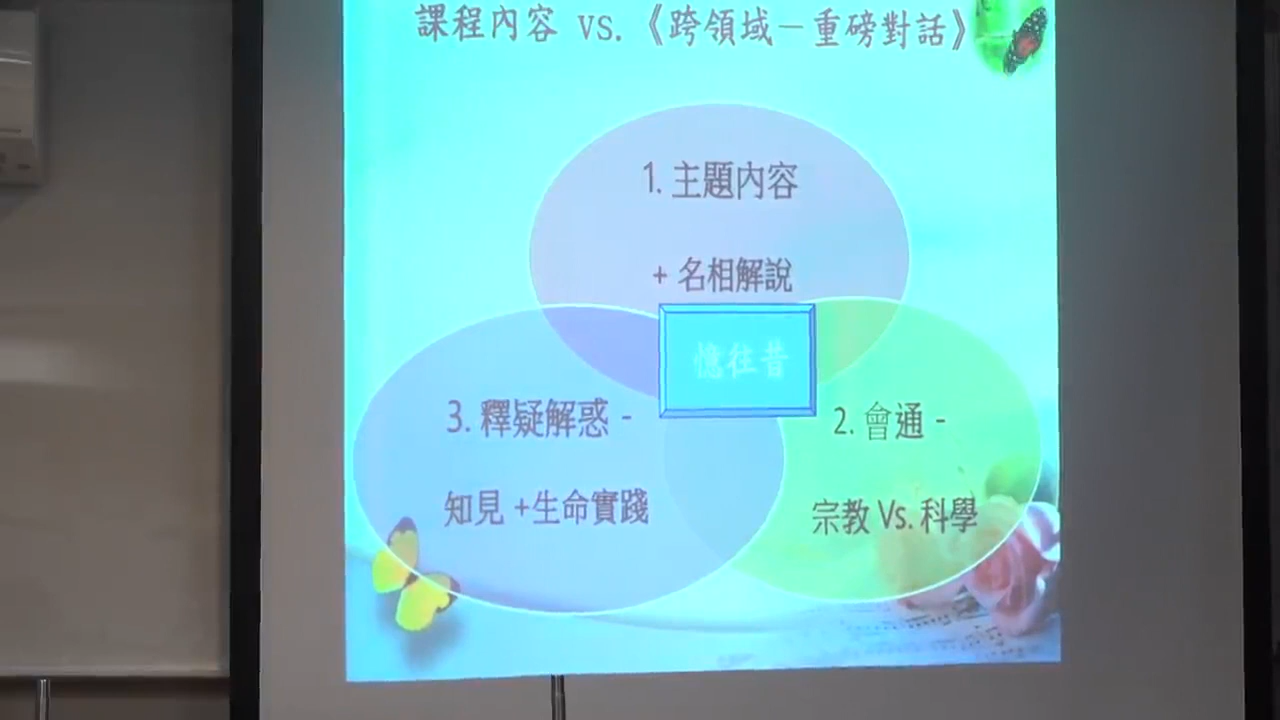 課程內容 vs.《跨領域－重磅對話》
1. 主題內容
+ 名相解說
憶往昔
3. 釋疑解惑 -
知見 +生命實踐
2. 會通 -
宗教 Vs. 科學